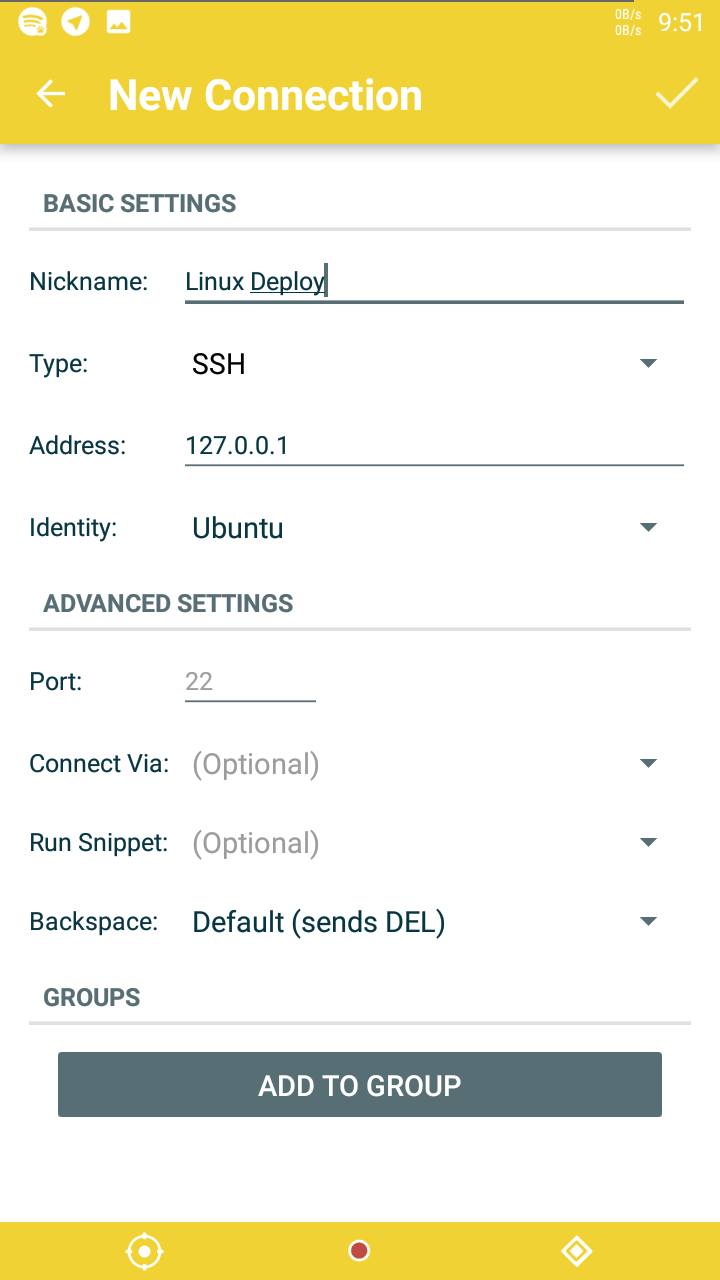 0B/s
0B/s
9:51
New Connection
BASIC SETTINGS
Nickname: Linux Deploy
Type: SSH
Address: 127.0.0.1
Identity: Ubuntu
ADVANCED SETTINGS
Port: 22
Connect Via: (Optional)
Run Snippet: (Optional)
Backspace: Default (sends DEL)
GROUPS
ADD TO GROUP